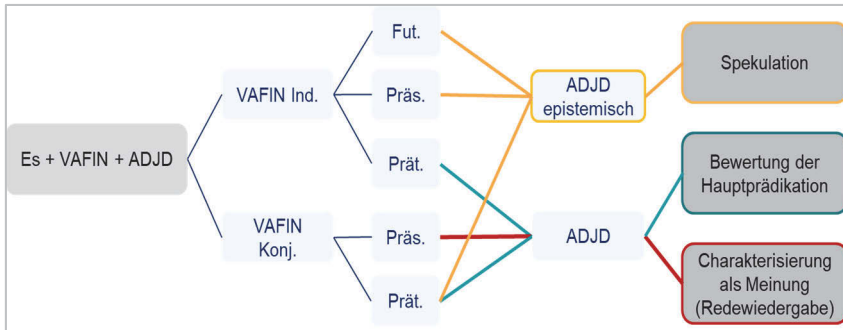 Es + VAFIN + ADJD
VAFIN Ind.
VAFIN
Konj.
Fut.
Präs.
Prät.
Präs.
Prät.
ADJD
epistemisch
ADJD
Spekulation
Bewertung der
Hauptprädikation
Charakterisierung
als Meinung
(Redewiedergabe)